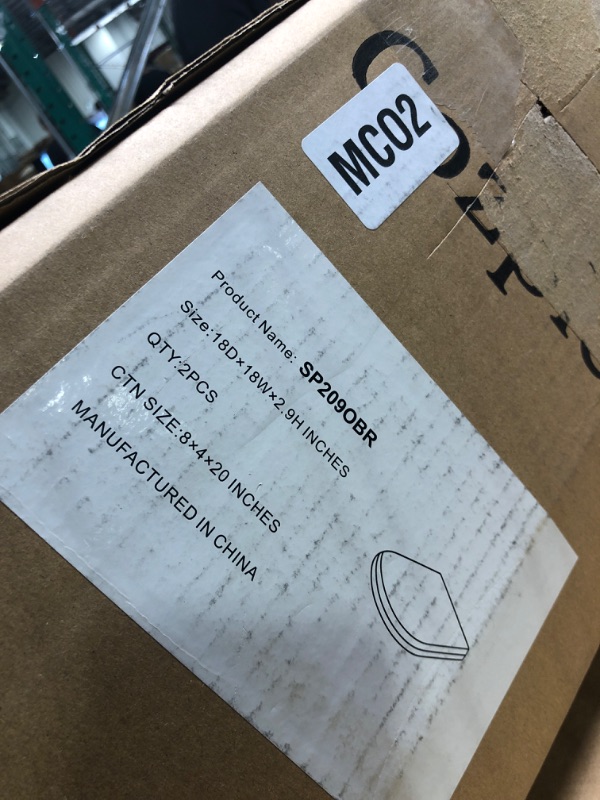 MCO2
Product Name: SP209OBR
Size:18D×18W×2.9H INCHES
QTY:2PCS
CTN SIZE:8×4×20 INCHES
MANUFACTURED IN CHINA